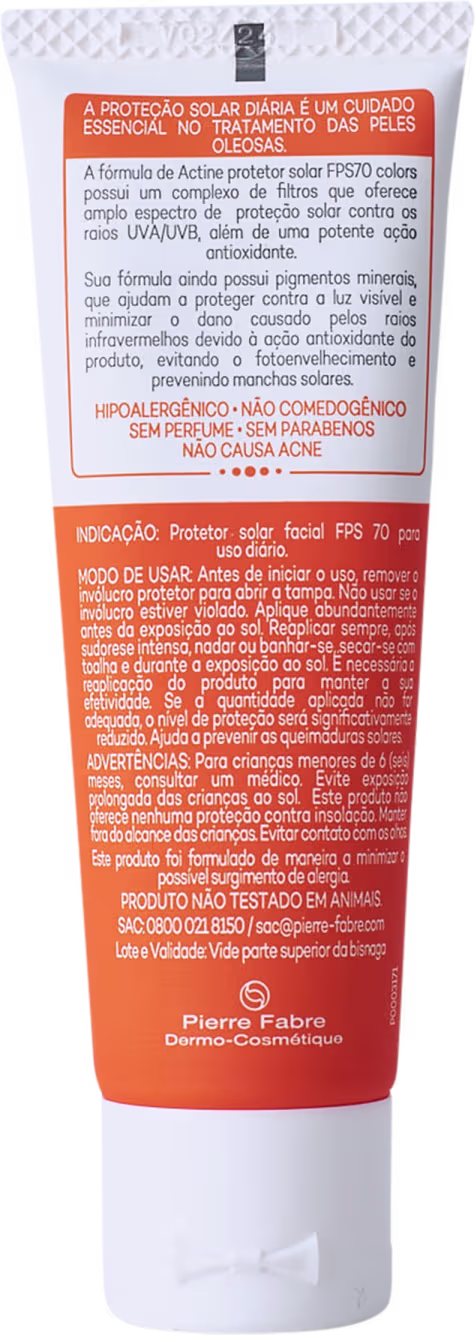 A PROTEÇÃO SOLAR DIÁRIA É UM CUIDADO
ESSENCIAL NO TRATAMENTO DAS PELES
OLEOSAS.
A fórmula de Actine protetor solar FPS70 colors
possui um complexo de filtros que oferece
amplo espectro de proteção solar contra os
raios UVA/UVB, além de uma potente ação
antioxidante.
Sua fórmula ainda possui pigmentos minerais,
que ajudam a proteger contra a luz visível e
minimizar o dano causado pelos raios
infravermelhos devido à ação antioxidante do
produto, evitando o fotoenvelhecimento e
prevenindo manchas solares.
HIPOALERGÊNICO • NÃO COMEDOGÊNICO
SEM PERFUME • SEM PARABENOS
NÃO CAUSA ACNE
INDICAÇÃO: Protetor solar facial FPS 70 para
uso diário.
MODO DE USAR: Antes de iniciar o uso, remover o
invólucro protetor para abrir a tampa. Não usar se o
invólucro estiver violado. Aplique abundantemente
antes da exposição ao sol. Reaplicar sempre, após
sudorese intensa, nadar ou banhar-se, secar-se com
toalha e durante a exposição ao sol. É necessária a
reaplicação do produto para manter a sua
efetividade. Se a quantidade aplicada não for
adequada, o nível de proteção será significativamente
reduzido. Ajuda a prevenir as queimaduras solares.
ADVERTÊNCIAS: Para crianças menores de 6 (seis)
meses, consultar um médico. Evite exposição
prolongada das crianças ao sol. Este produto não
oferece nenhuma proteção contra insolação. Manter
fora do alcance das crianças. Evitar contato com os olhos.
Este produto foi formulado de maneira a minimizar o
possível surgimento de alergia.
PRODUTO NÃO TESTADO EM ANIMAIS.
SAC: 0800 021 8150 / sac@pierre-fabre.com
Lote e Validade: Vide parte superior da bisnaga
P0003171
Pierre Fabre
Dermo-Cosmétique